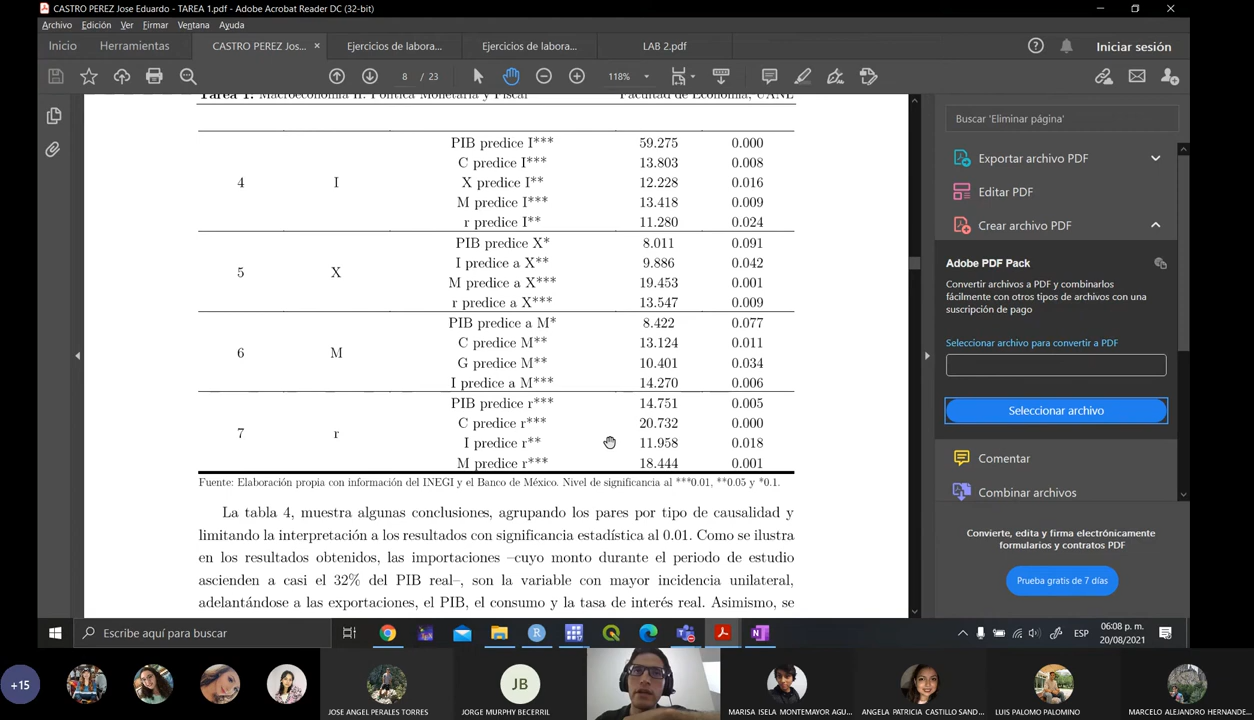 CASTRO PEREZ Jose Eduardo - TAREA 1.pdf - Adobe Acrobat Reader DC (32-bit)
Archivo Edición Ver Firmar Ventana Ayuda
Inicio Herramientas CASTRO PEREZ Jos... × Ejercicios de labora... Ejercicios de labora... LAB 2.pdf Iniciar sesión
8 / 23 118%
Tarea 1: Macroeconomía II: Política Monetaria y Fiscal Facultad de Economía, UANL
PIB predice I*** 59.275 0.000
C predice I*** 13.803 0.008
4 I X predice I** 12.228 0.016
M predice I*** 13.418 0.009
r predice I** 11.280 0.024
PIB predice X* 8.011 0.091
I predice a X** 9.886 0.042
5 X
M predice a X*** 19.453 0.001
r predice a X*** 13.547 0.009
PIB predice a M* 8.422 0.077
C predice M** 13.124 0.011
6 M
G predice M** 10.401 0.034
I predice a M*** 14.270 0.006
PIB predice r*** 14.751 0.005
C predice r*** 20.732 0.000
7 r
I predice r** 11.958 0.018
M predice r*** 18.444 0.001
Fuente: Elaboración propia con información del INEGI y el Banco de México. Nivel de significancia al ***0.01, **0.05 y *0.1.
La tabla 4, muestra algunas conclusiones, agrupando los pares por tipo de causalidad y
limitando la interpretación a los resultados con significancia estadística al 0.01. Como se ilustra
en los resultados obtenidos, las importaciones –cuyo monto durante el periodo de estudio
ascienden a casi el 32% del PIB real–, son la variable con mayor incidencia unilateral,
adelantándose a las exportaciones, el PIB, el consumo y la tasa de interés real. Asimismo, se
Buscar 'Eliminar página'
Exportar archivo PDF
Editar PDF
Crear archivo PDF
Adobe PDF Pack
Convertir archivos a PDF y combinarlos
fácilmente con otros tipos de archivos con una
suscripción de pago
Seleccionar archivo para convertir a PDF
Seleccionar archivo
Comentar
Combinar archivos
Convierte, edita y firma electrónicamente
formularios y contratos PDF
Prueba gratis de 7 días
Escribe aquí para buscar
ESP
06:08 p. m.
20/08/2021
+15
JOSE ANGEL PERALES TORRES
JB
JORGE MURPHY BECERRIL
MARISA ISELA MONTEMAYOR AGU...
ANGELA PATRICIA CASTILLO SAND...
LUIS PALOMO PALOMINO
MARCELO ALEJANDRO HERNANDE...